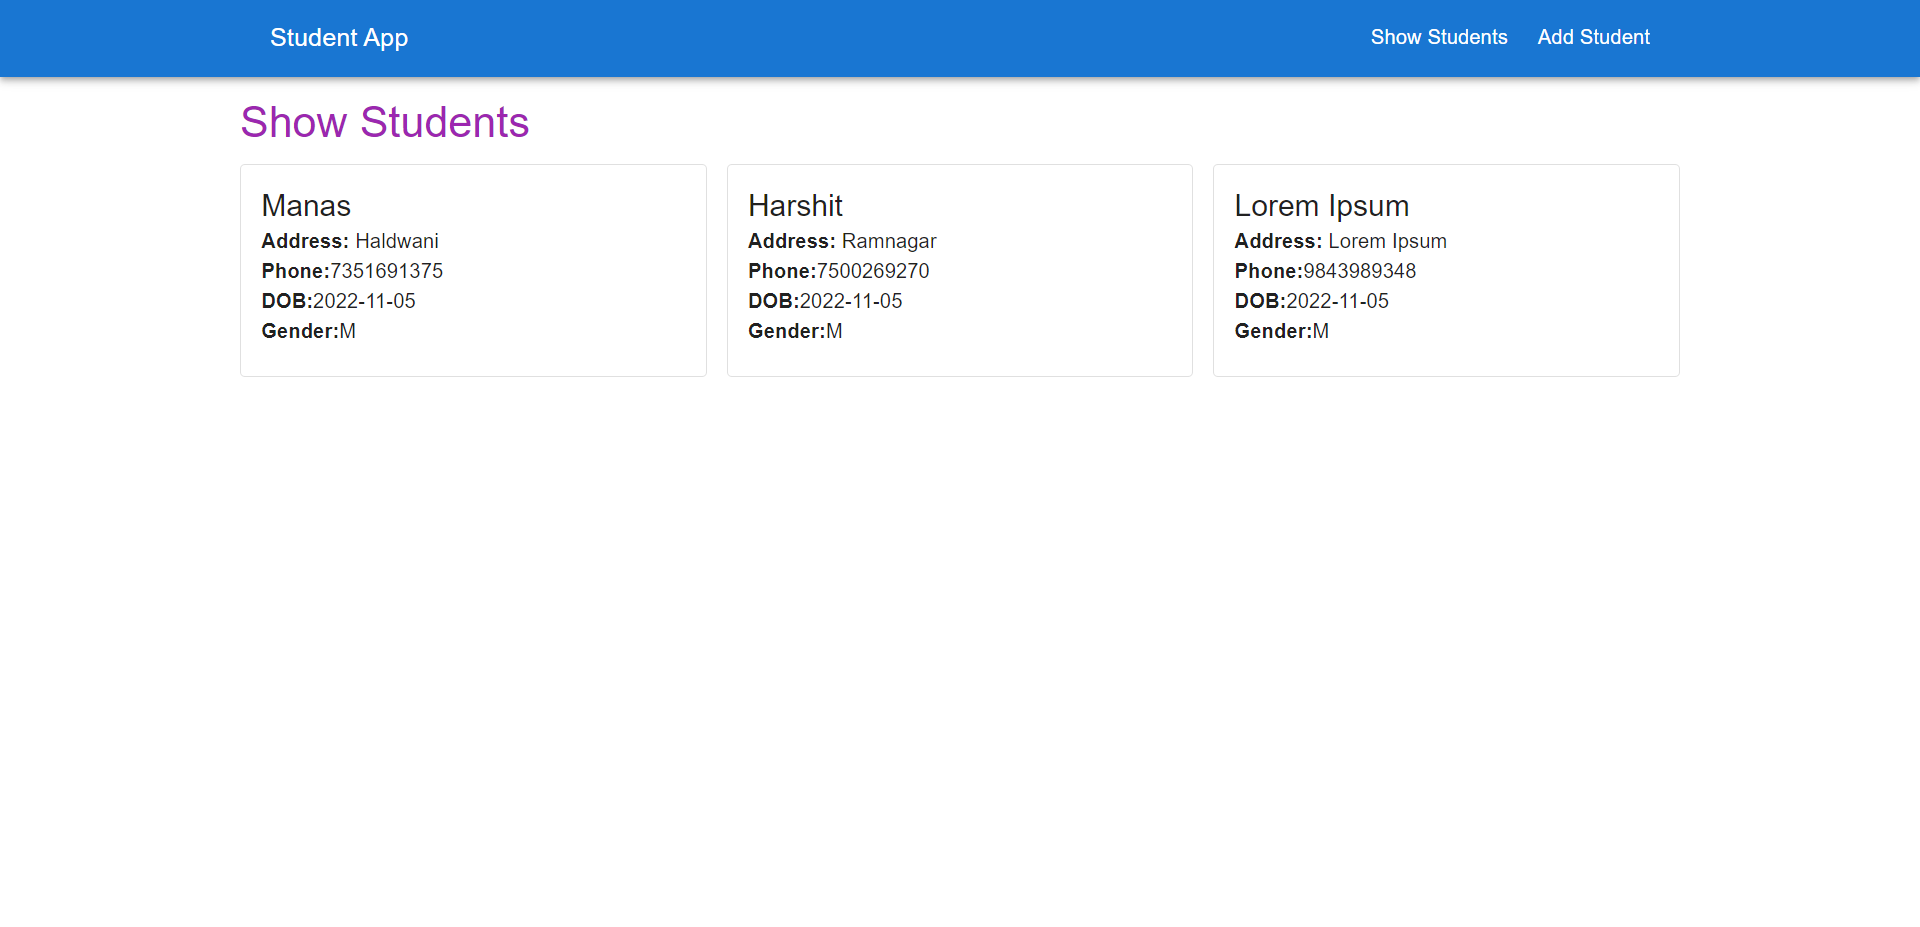 Student App
Show Students
Add Student
Show Students
Manas
Address: Haldwani
Phone:7351691375
DOB:2022-11-05
Gender:M
Harshit
Address: Ramnagar
Phone:7500269270
DOB:2022-11-05
Gender:M
Lorem Ipsum
Address: Lorem Ipsum
Phone:9843989348
DOB:2022-11-05
Gender:M